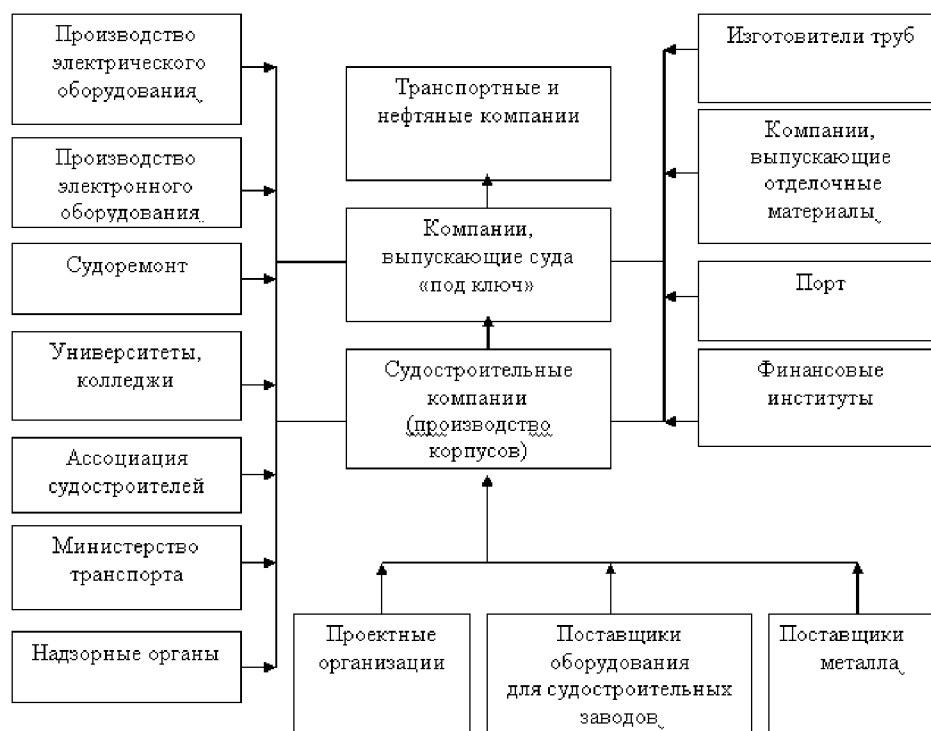 Производство
электрического
оборудования
Производство
электронного
оборудования
Судоремонт
Университеты,
колледжи
Ассоциация
судостроителей
Министерство
транспорта
Надзорные органы
Транспортные и
нефтяные компании
Компании,
выпускающие суда
«под ключ»
Судостроительные
компании
(производство
корпусов)
Изготовители труб
Компании,
выпускающие
отделочные
материалы
Порт
Финансовые
институты
Проектные
организации
Поставщики
оборудования
для судостроительных
заводов
Поставщики
металла